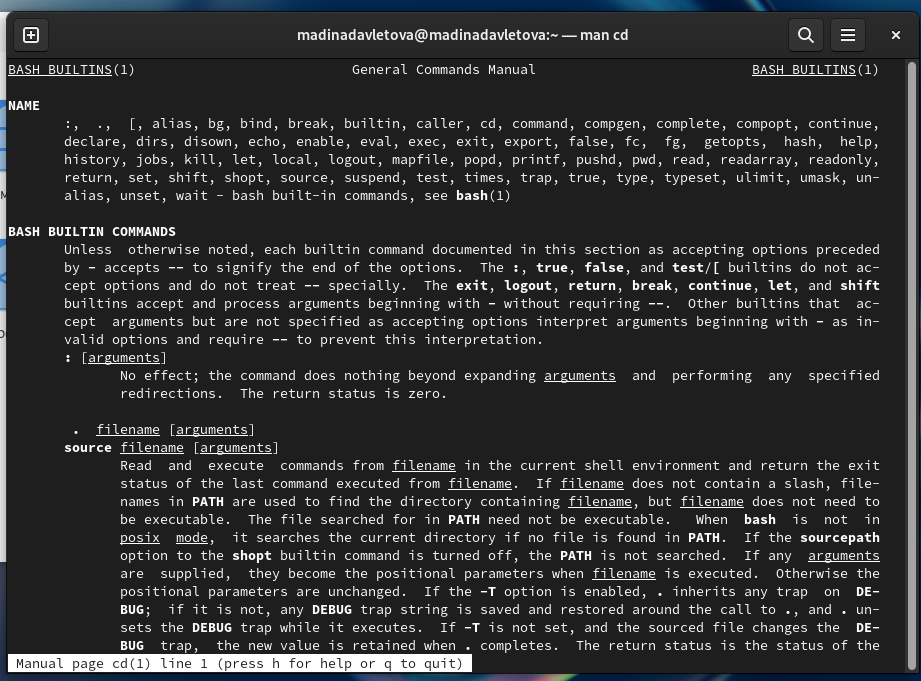 madinadavletova@madinadavletova:~ — man cd
BASH BUILTINS(1) General Commands Manual BASH BUILTINS(1)
NAME
:, ., [, alias, bg, bind, break, builtin, caller, cd, command, compgen, complete, compopt, continue,
declare, dirs, disown, echo, enable, eval, exec, exit, export, false, fc, fg, getopts, hash, help,
history, jobs, kill, let, local, logout, mapfile, popd, printf, pushd, pwd, read, readarray, readonly,
return, set, shift, shopt, source, suspend, test, times, trap, true, type, typeset, ulimit, umask, un‐
alias, unset, wait - bash built-in commands, see bash(1)
BASH BUILTIN COMMANDS
Unless otherwise noted, each builtin command documented in this section as accepting options preceded
by - accepts -- to signify the end of the options. The :, true, false, and test/[ builtins do not ac‐
cept options and do not treat -- specially. The exit, logout, return, break, continue, let, and shift
builtins accept and process arguments beginning with - without requiring --. Other builtins that ac‐
cept arguments but are not specified as accepting options interpret arguments beginning with - as in‐
valid options and require -- to prevent this interpretation.
: [arguments]
No effect; the command does nothing beyond expanding arguments and performing any specified
redirections. The return status is zero.
. filename [arguments]
source filename [arguments]
Read and execute commands from filename in the current shell environment and return the exit
status of the last command executed from filename. If filename does not contain a slash, file‐
names in PATH are used to find the directory containing filename, but filename does not need to
be executable. The file searched for in PATH need not be executable. When bash is not in
posix mode, it searches the current directory if no file is found in PATH. If the sourcepath
option to the shopt builtin command is turned off, the PATH is not searched. If any arguments
are supplied, they become the positional parameters when filename is executed. Otherwise the
positional parameters are unchanged. If the -T option is enabled, . inherits any trap on DE‐
BUG; if it is not, any DEBUG trap string is saved and restored around the call to ., and . un‐
sets the DEBUG trap while it executes. If -T is not set, and the sourced file changes the DE‐
BUG trap, the new value is retained when . completes. The return status is the status of the
Manual page cd(1) line 1 (press h for help or q to quit)